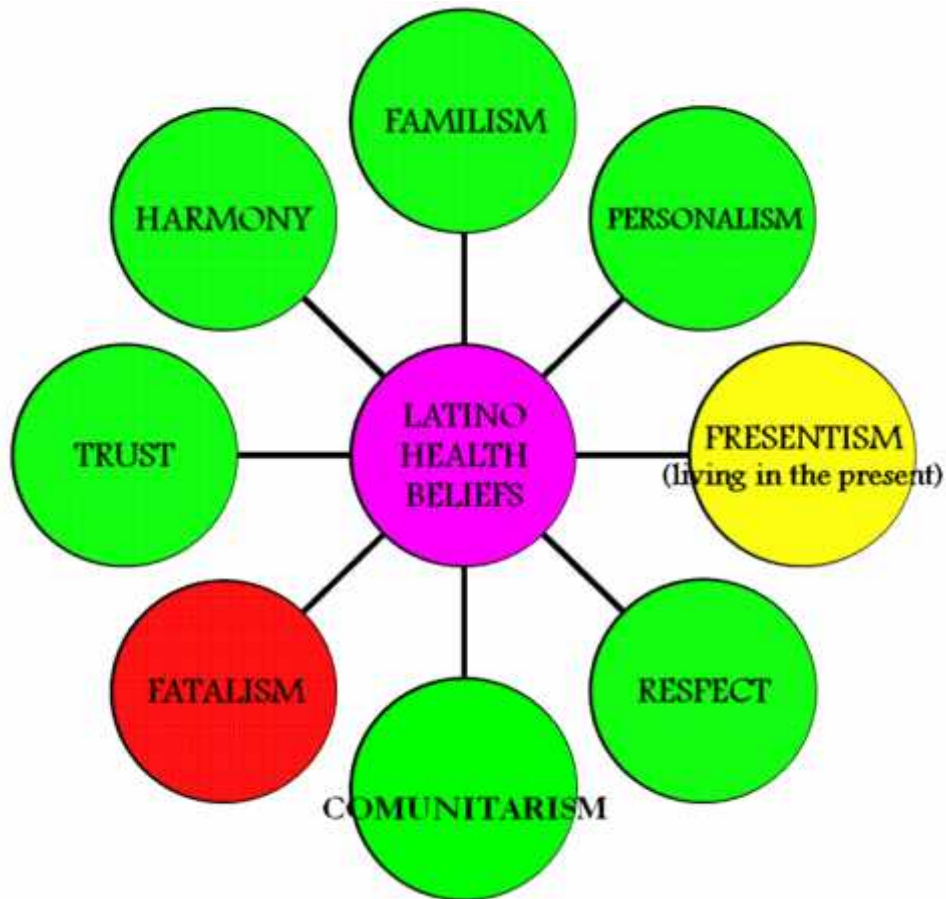 FAMILISM
HARMONY
PERSONALISM
LATINO
HEALTH
BELIEFS
TRUST
PRESENTISM
(living in the present)
FATALISM
RESPECT
COMUNITARISM